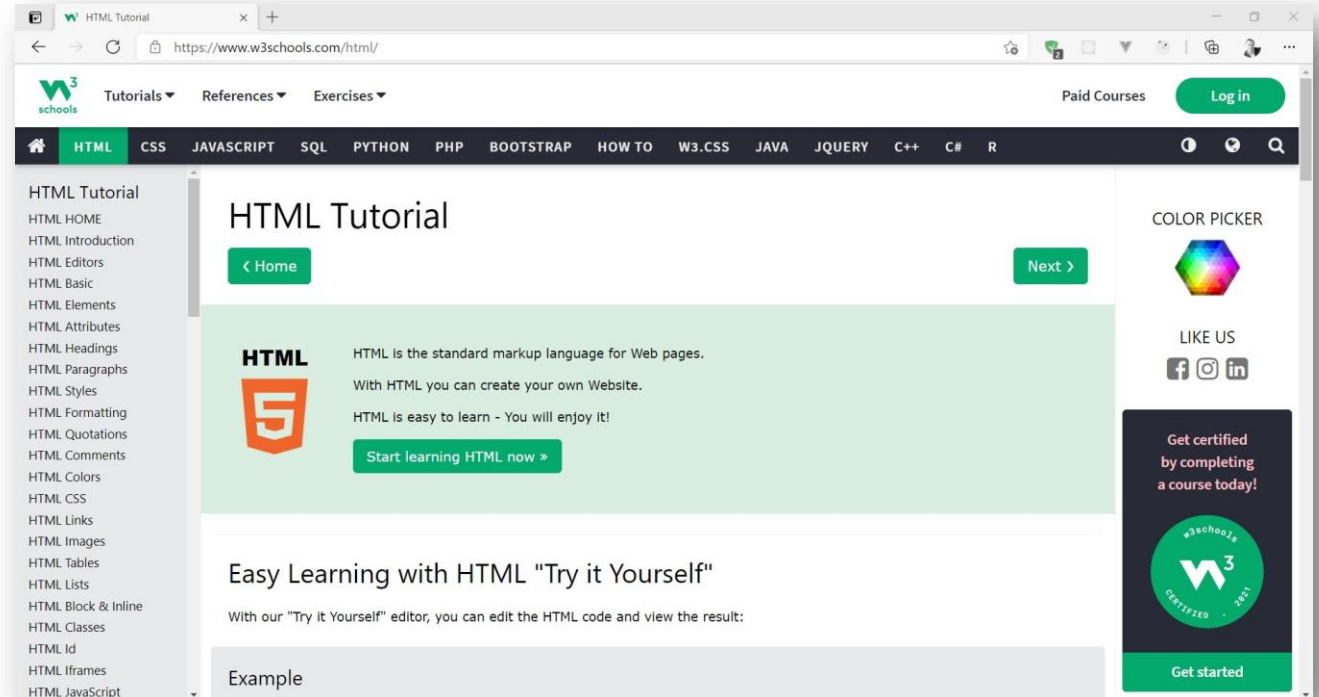 HTML Tutorial
https://www.w3schools.com/html/
2
W3 schools
Tutorials References Exercises
Paid Courses Log in
HTML CSS JAVASCRIPT SQL PYTHON PHP BOOTSTRAP HOW TO W3.CSS JAVA JQUERY C++ C# R
HTML Tutorial
HTML HOME
HTML Introduction
HTML Editors
HTML Basic
HTML Elements
HTML Attributes
HTML Headings
HTML Paragraphs
HTML Styles
HTML Formatting
HTML Quotations
HTML Comments
HTML Colors
HTML CSS
HTML Links
HTML Images
HTML Tables
HTML Lists
HTML Block & Inline
HTML Classes
HTML Id
HTML Iframes
HTML JavaScript
HTML Tutorial
❮ Home
Next ❯
HTML
5
HTML is the standard markup language for Web pages.
With HTML you can create your own Website.
HTML is easy to learn - You will enjoy it!
Start learning HTML now »
Easy Learning with HTML "Try it Yourself"
With our "Try it Yourself" editor, you can edit the HTML code and view the result:
Example
COLOR PICKER
LIKE US
Get certified
by completing
a course today!
w3schools
W3
CERTIFIED . 2021
Get started